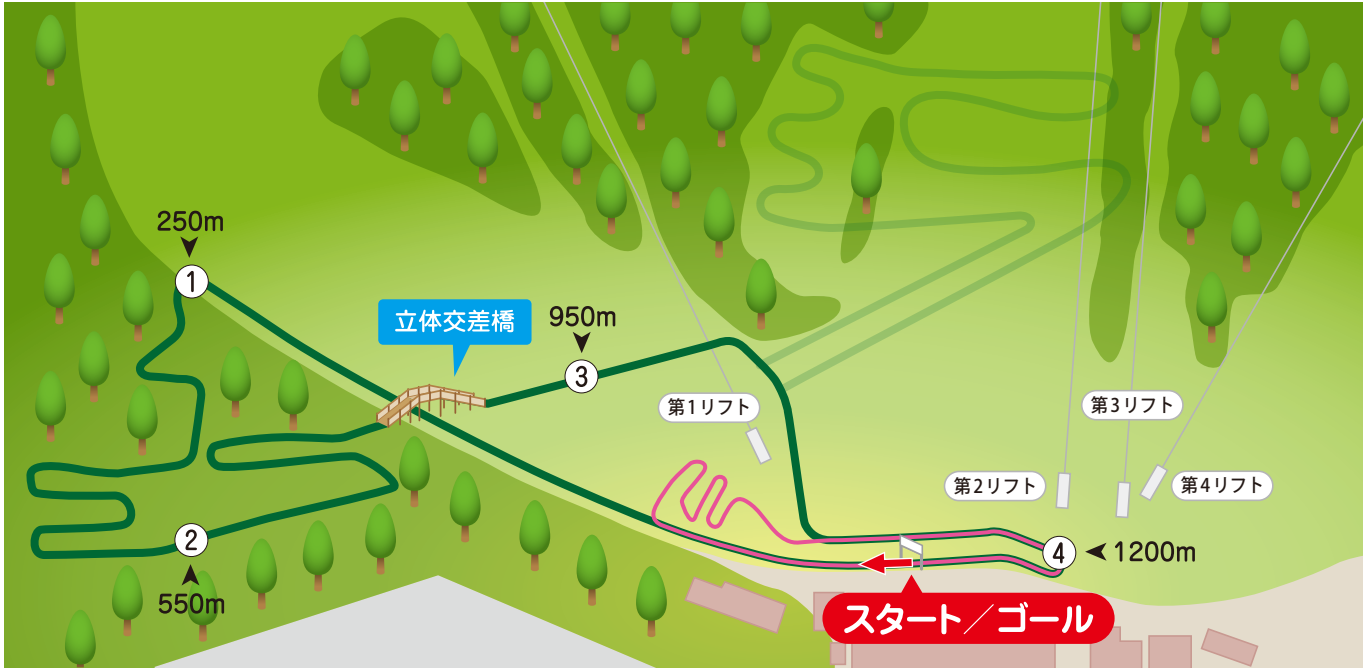 250m
1
立体交差橋
950m
3
第1リフト
第3リフト
第2リフト
第4リフト
2
550m
4
1200m
スタート／ゴール